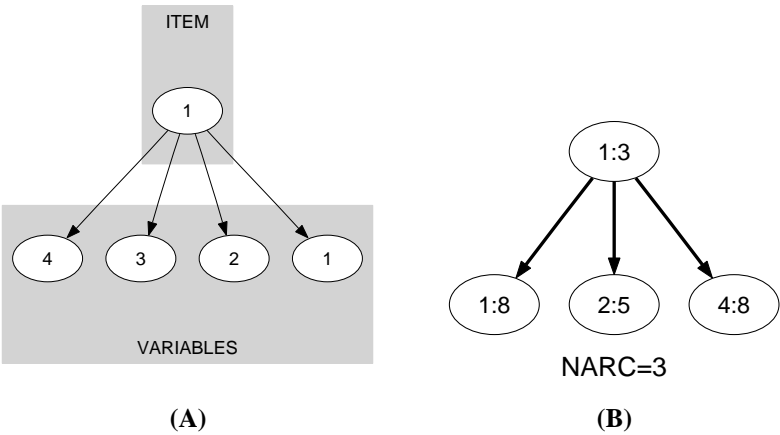 ITEM
1
4 3 2 1
VARIABLES
(A)
1:3
1:8 2:5 4:8
NARC=3
(B)